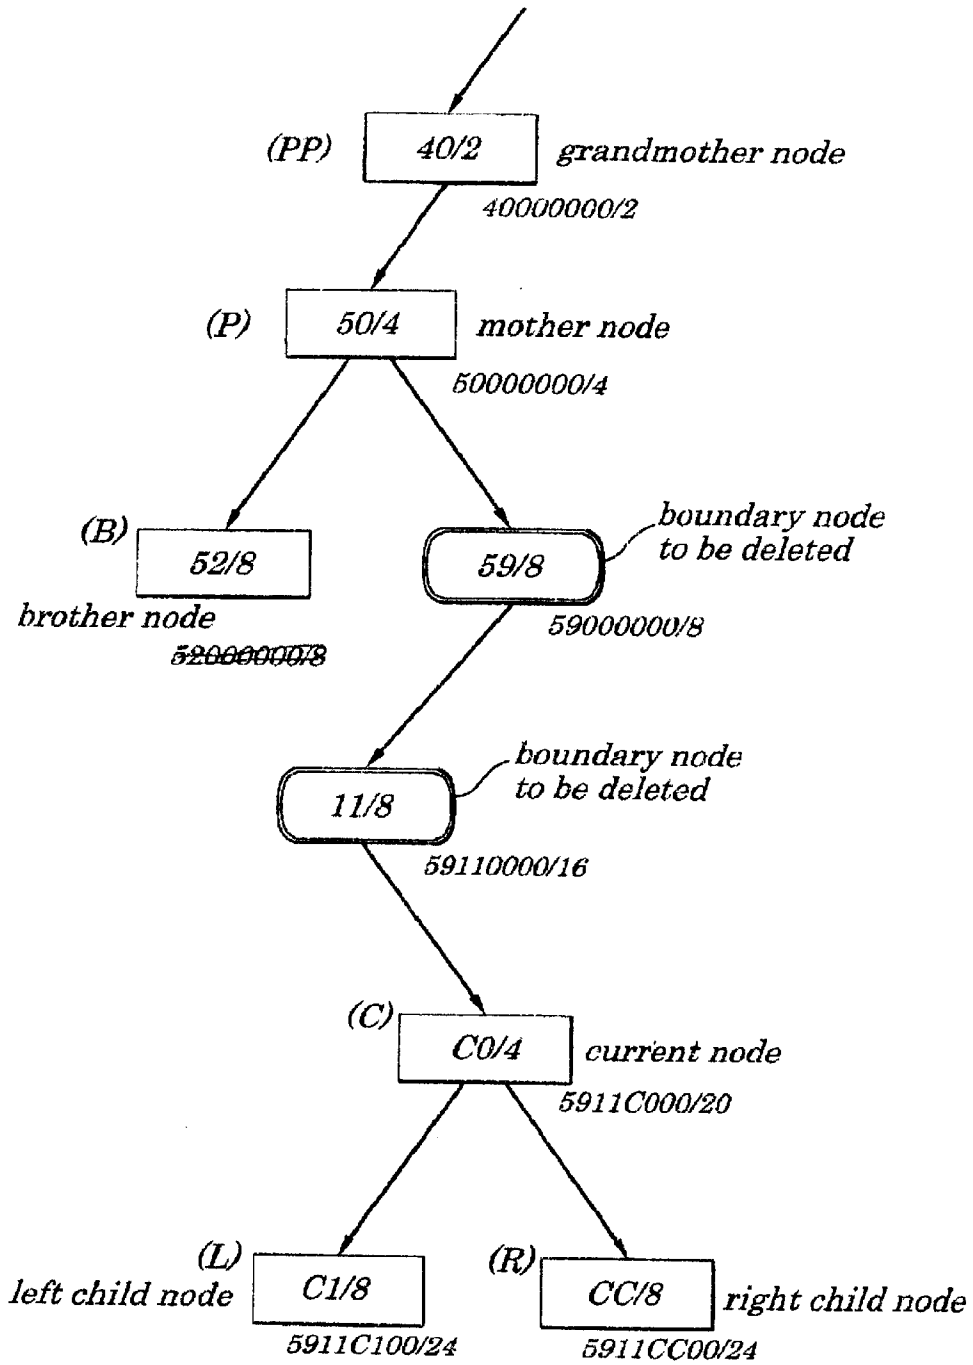 (PP)
40/2
grandmother node
40000000/2
(P)
50/4
mother node
50000000/4
(B)
52/8
brother node
52000000/8
59/8
boundary node
to be deleted
59000000/8
11/8
boundary node
to be deleted
59110000/16
(C)
C0/4
current node
5911C000/20
(L)
C1/8
left child node
5911C100/24
(R)
CC/8
right child node
5911CC00/24